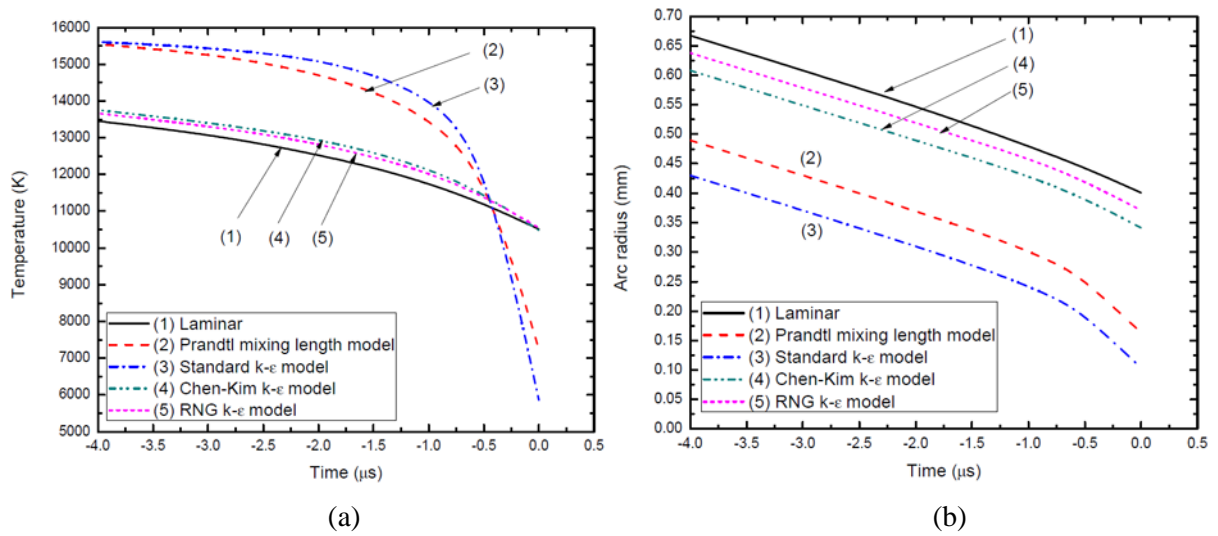 16000
15000
14000
13000
12000
11000
10000
9000
8000
7000
6000
5000
Temperature (K)
(2)
(3)
(1)
(4)
(5)
(1) Laminar
(2) Prandtl mixing length model
(3) Standard k-ε model
(4) Chen-Kim k-ε model
(5) RNG k-ε model
-4.0 -3.5 -3.0 -2.5 -2.0 -1.5 -1.0 -0.5 0.0 0.5
Time (μs)
(a)
0.70
0.65
0.60
0.55
0.50
0.45
0.40
0.35
0.30
0.25
0.20
0.15
0.10
0.05
0.00
Arc radius (mm)
(1)
(4)
(5)
(2)
(3)
(1) Laminar
(2) Prandtl mixing length model
(3) Standard k-ε model
(4) Chen-Kim k-ε model
(5) RNG k-ε model
-4.0 -3.5 -3.0 -2.5 -2.0 -1.5 -1.0 -0.5 0.0 0.5
Time (μs)
(b)